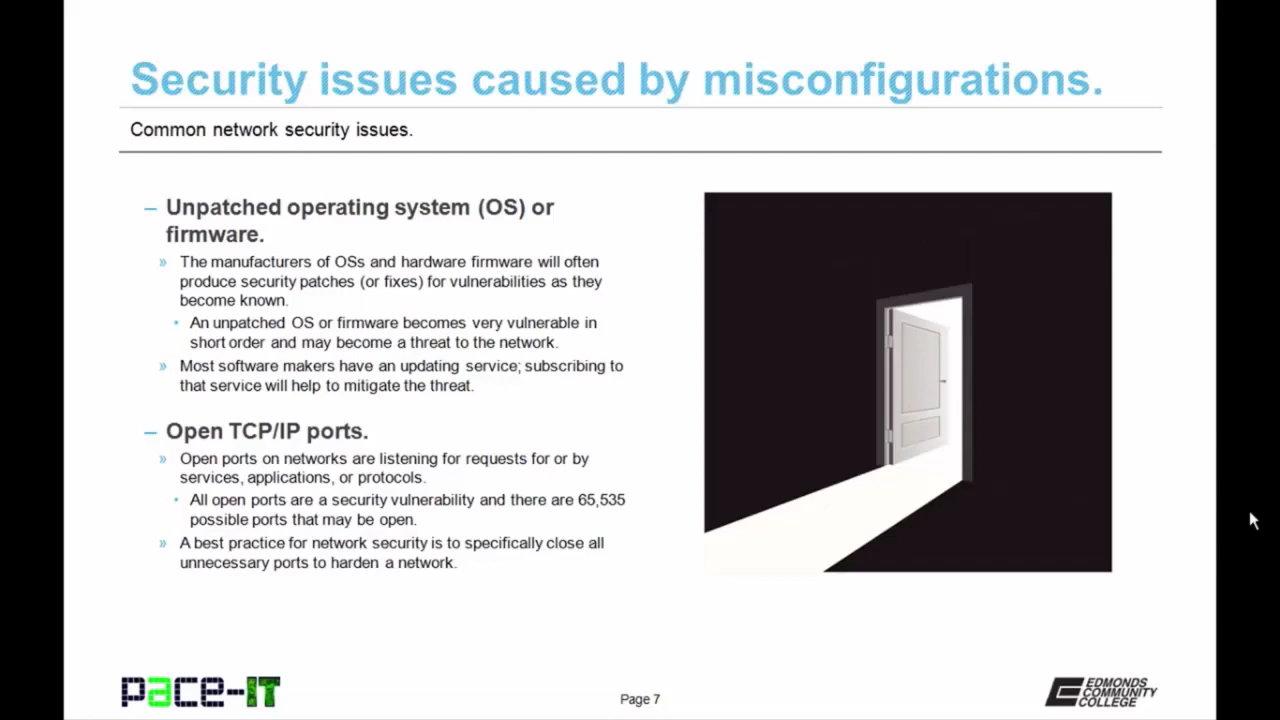 Security issues caused by misconfigurations.
Common network security issues.
– Unpatched operating system (OS) or
firmware.
» The manufacturers of OSs and hardware firmware will often
produce security patches (or fixes) for vulnerabilities as they
become known.
• An unpatched OS or firmware becomes very vulnerable in
short order and may become a threat to the network.
» Most software makers have an updating service; subscribing to
that service will help to mitigate the threat.
– Open TCP/IP ports.
» Open ports on networks are listening for requests for or by
services, applications, or protocols.
• All open ports are a security vulnerability and there are 65,535
possible ports that may be open.
» A best practice for network security is to specifically close all
unnecessary ports to harden a network.
pace-IT
Page 7
EDMONDS
COMMUNITY
COLLEGE